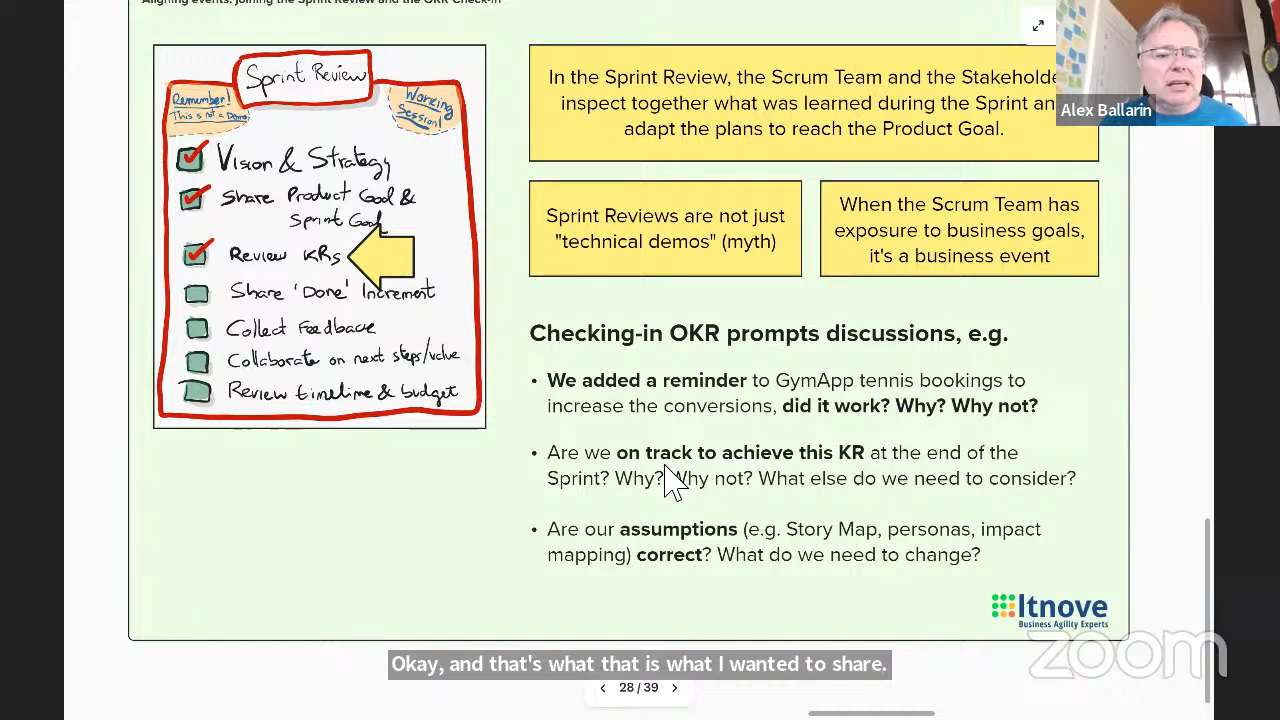 Aligning events: Joining the Sprint Review and the OKR Check-in
Sprint Review
Remember!
This is not a Demo
Working
Session!
Vision & Strategy
Share Product Goal &
Sprint Goal
Review KRs
Share 'Done' Increment
Collect Feedback
Collaborate on next steps/value
Review timeline & budget
In the Sprint Review, the Scrum Team and the Stakeholde
inspect together what was learned during the Sprint an
adapt the plans to reach the Product Goal.
Alex Ballarin
Sprint Reviews are not just
"technical demos" (myth)
When the Scrum Team has
exposure to business goals,
it's a business event
Checking-in OKR prompts discussions, e.g.
• We added a reminder to GymApp tennis bookings to
increase the conversions, did it work? Why? Why not?
• Are we on track to achieve this KR at the end of the
Sprint? Why? Why not? What else do we need to consider?
• Are our assumptions (e.g. Story Map, personas, impact
mapping) correct? What do we need to change?
Itnove
Business Agility Experts
zoom
Okay, and that's what that is what I wanted to share.
28 / 39